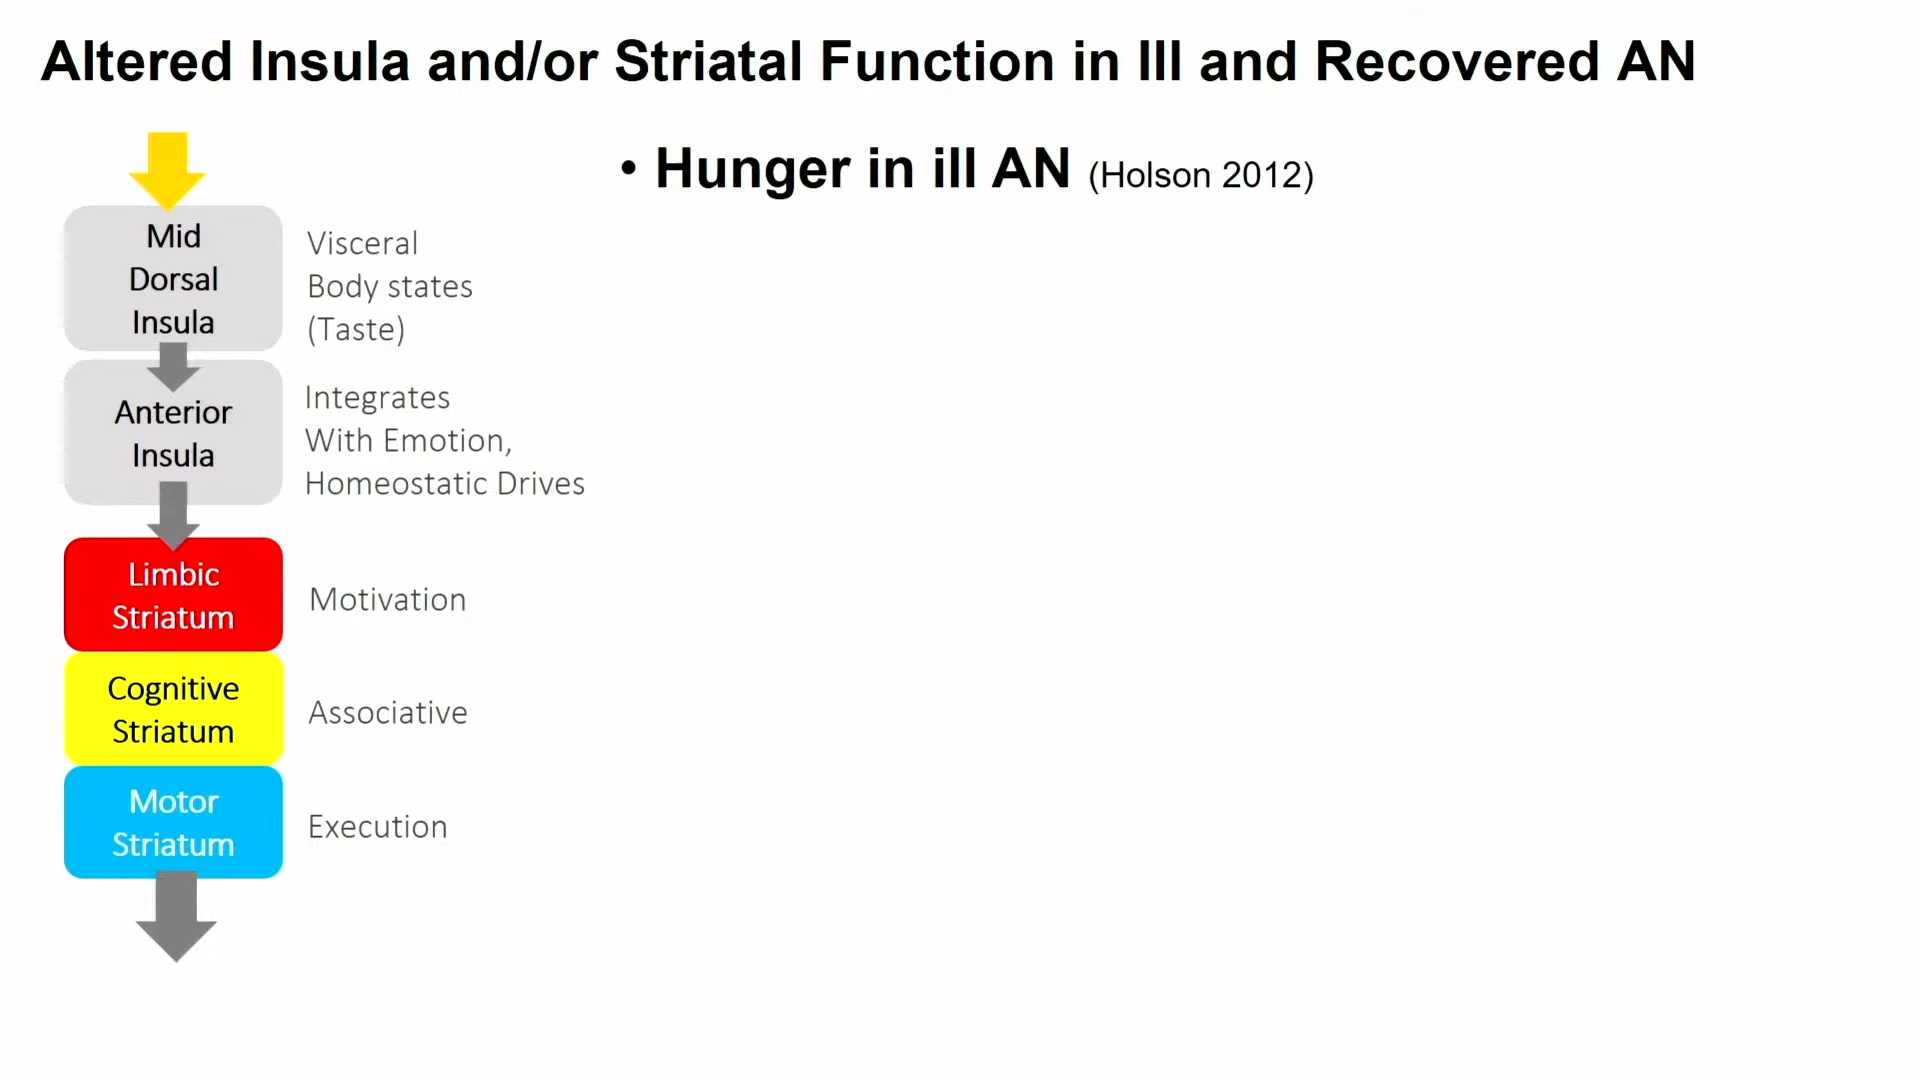 Altered Insula and/or Striatal Function in Ill and Recovered AN
• Hunger in ill AN (Holson 2012)
Mid
Dorsal
Insula
Visceral
Body states
(Taste)
Anterior
Insula
Integrates
With Emotion,
Homeostatic Drives
Limbic
Striatum
Motivation
Cognitive
Striatum
Associative
Motor
Striatum
Execution